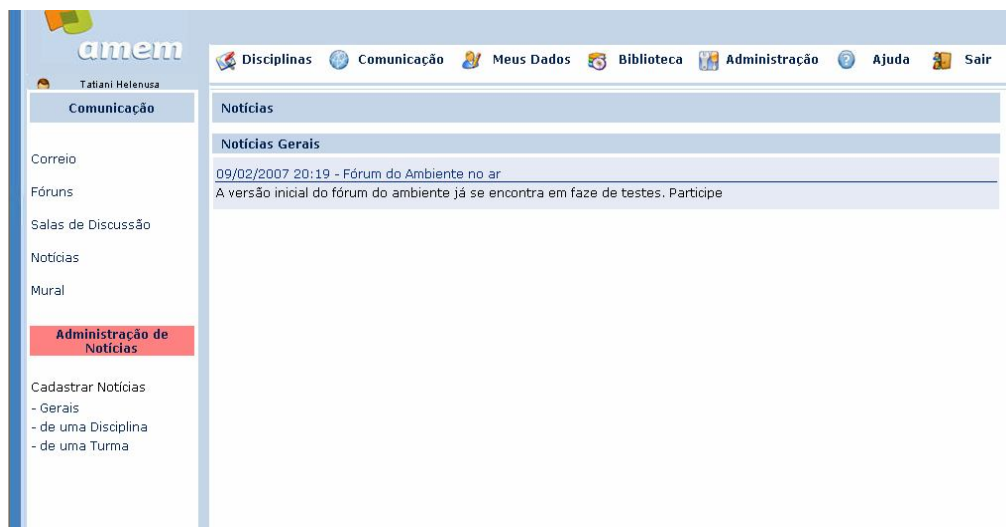 amem
Disciplinas Comunicação Meus Dados Biblioteca Administração Ajuda Sair
Tatiani Helenusa
Comunicação
Correio
Fóruns
Salas de Discussão
Notícias
Mural
Administração de
Notícias
Cadastrar Notícias
- Gerais
- de uma Disciplina
- de uma Turma
Notícias
Notícias Gerais
09/02/2007 20:19 - Fórum do Ambiente no ar
A versão inicial do fórum do ambiente já se encontra em faze de testes. Participe